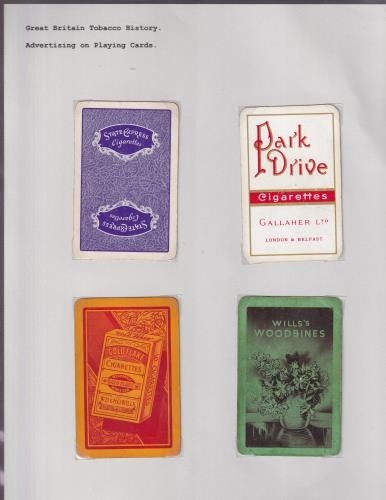 Great Britain Tobacco History.
Advertising on Playing Cards.
STATE EXPRESS
Cigarettes
STATE EXPRESS
Cigarettes
Park
Drive
Cigarettes
GALLAHER LTD
LONDON & BELFAST
GOLD FLAKE
CIGARETTES
W.D.& H.O.WILLS
WILLS'S
WOODBINES